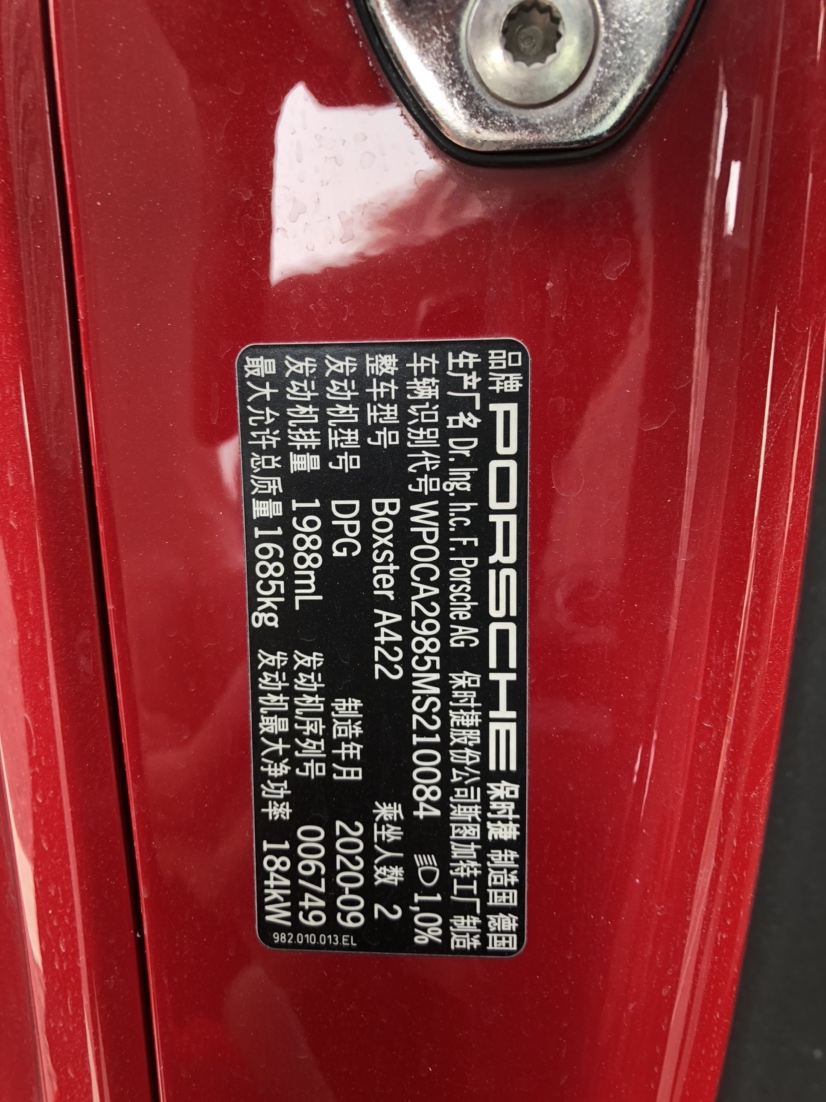 品牌 PORSCHE 保时捷 制造国 德国
生产厂名 Dr. Ing. h.c. F. Porsche AG 保时捷股份公司斯图加特工厂制造
车辆识别代号 WP0CA2985MS210084 1,0%
整车型号 Boxster A422 乘坐人数 2
发动机型号 DPG 制造年月 2020-09
发动机排量 1988mL 发动机序列号 006749
最大允许总质量 1685kg 发动机最大净功率 184kW
982.010.013.EL